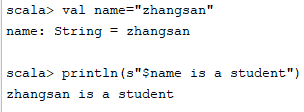 scala> val name="zhangsan"
name: String = zhangsan
scala> println(s"$name is a student")
zhangsan is a student